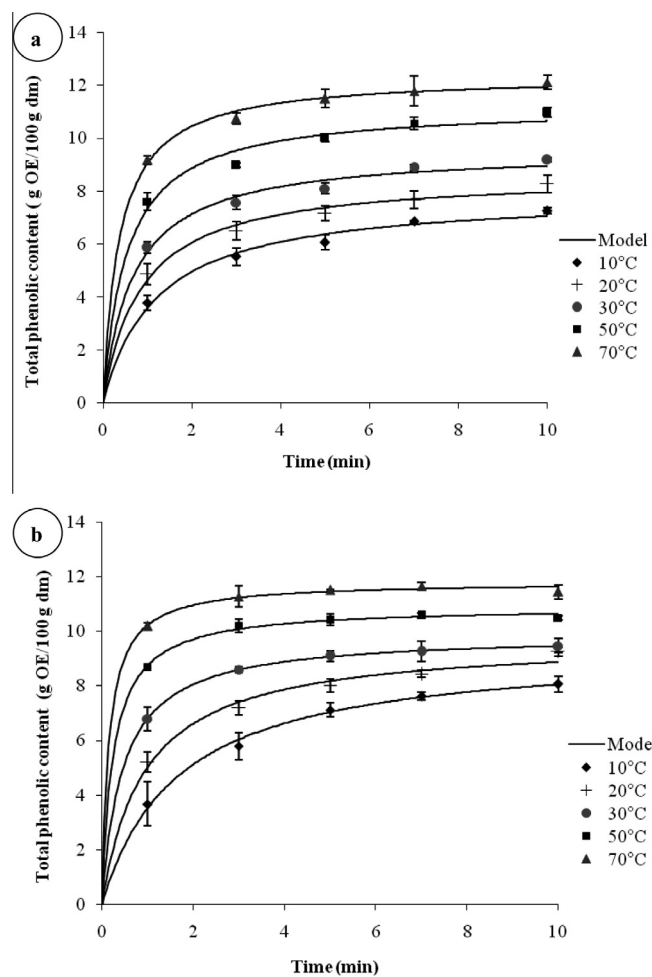 a
14
12
10
8
6
4
2
0
Total phenolic content ( g OE/100 g dm)
0 2 4 6 8 10
Time (min)
Model
10°C
20°C
30°C
50°C
70°C
b
14
12
10
8
6
4
2
0
Total phenolic content (g OE/100 g dm)
0 2 4 6 8 10
Time (min)
Mode
10°C
20°C
30°C
50°C
70°C